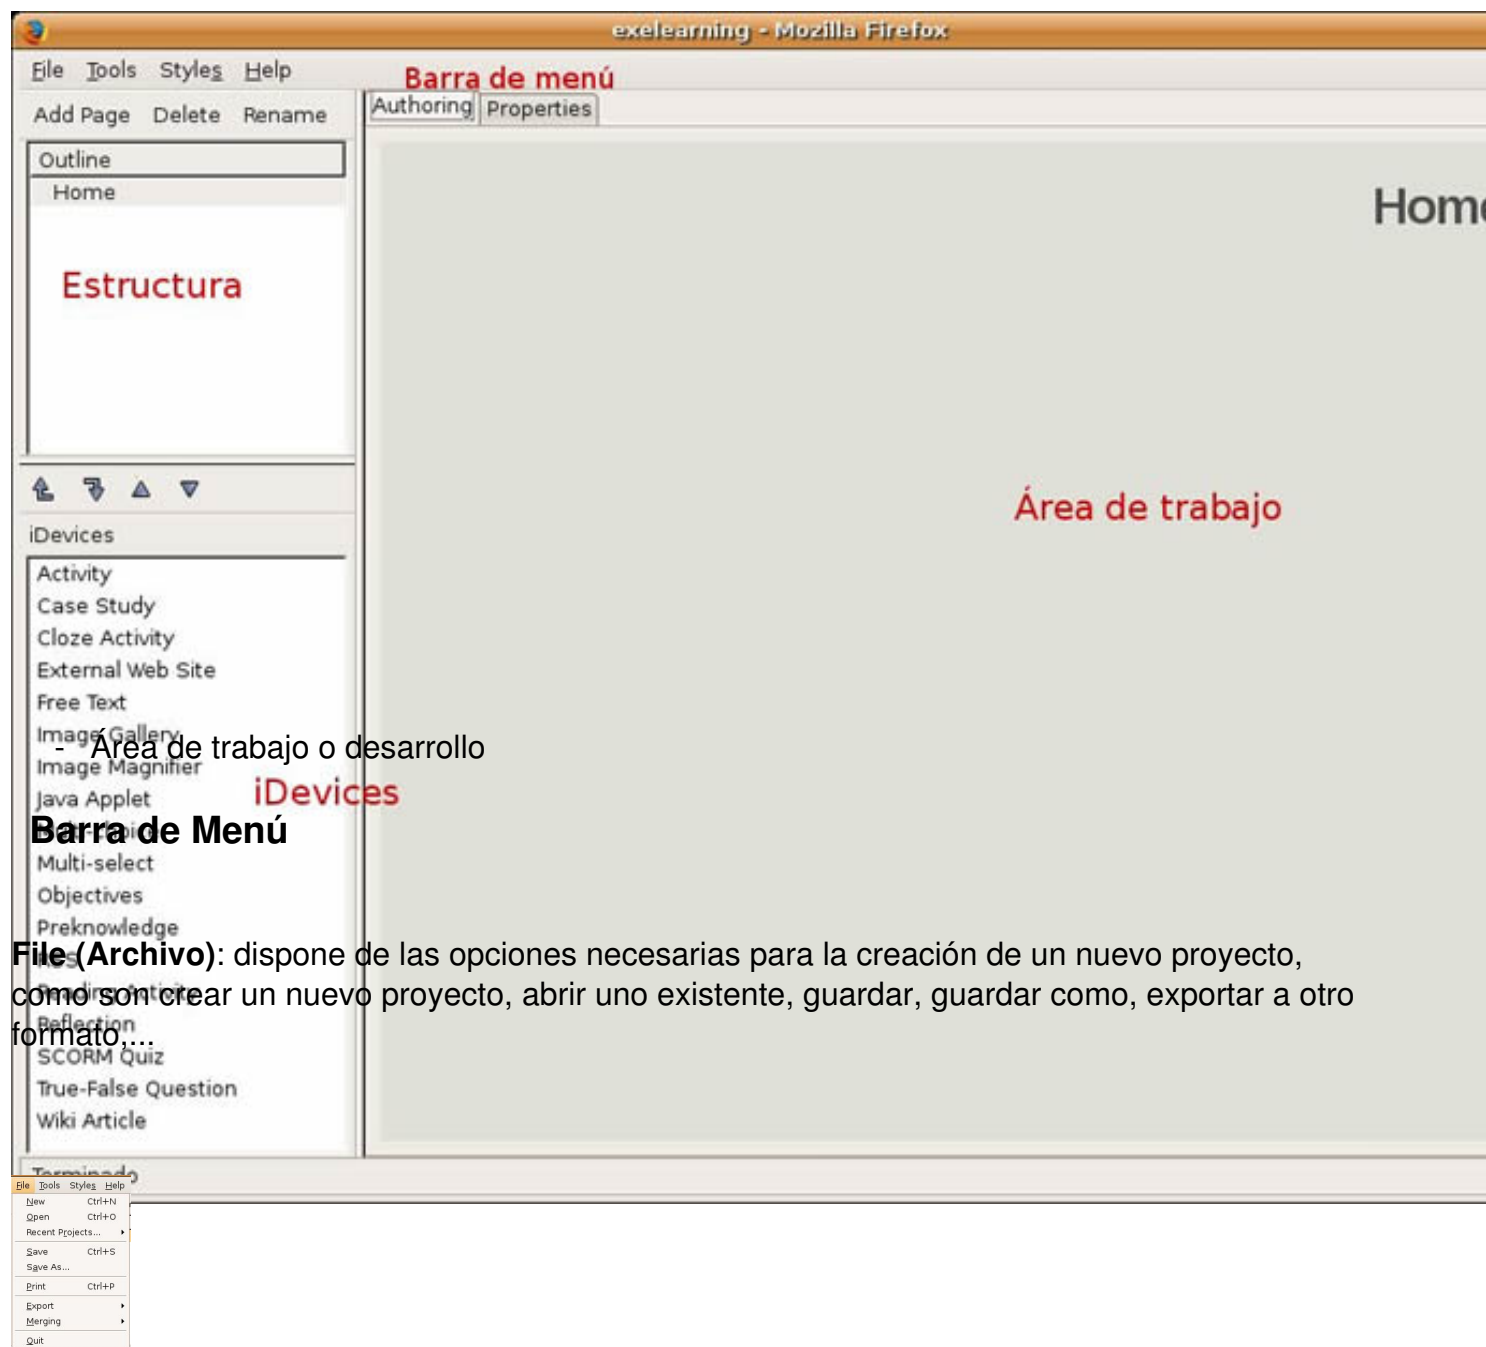 exelearning - Mozilla Firefox
File Tools Styles Help
Barra de menú
Add Page Delete Rename
Authoring Properties
Outline
Home
Home
Estructura
Área de trabajo
iDevices
Activity
Case Study
Cloze Activity
External Web Site
Free Text
Image Gallery
- Área de trabajo o desarrollo
Image Magnifier
iDevices
Java Applet
Multi-choice
Barra de Menú
Multi-select
Objectives
Preknowledge
File (Archivo): dispone de las opciones necesarias para la creación de un nuevo proyecto,
RSS
como son crear un nuevo proyecto, abrir uno existente, guardar, guardar como, exportar a otro
Reading Activity
Reflection
formato,...
SCORM Quiz
True-False Question
Wiki Article
Terminado
File Tools Styles Help
New Ctrl+N
Open Ctrl+O
Recent Projects...
Save Ctrl+S
Save As...
Print Ctrl+P
Export
Merging
Quit